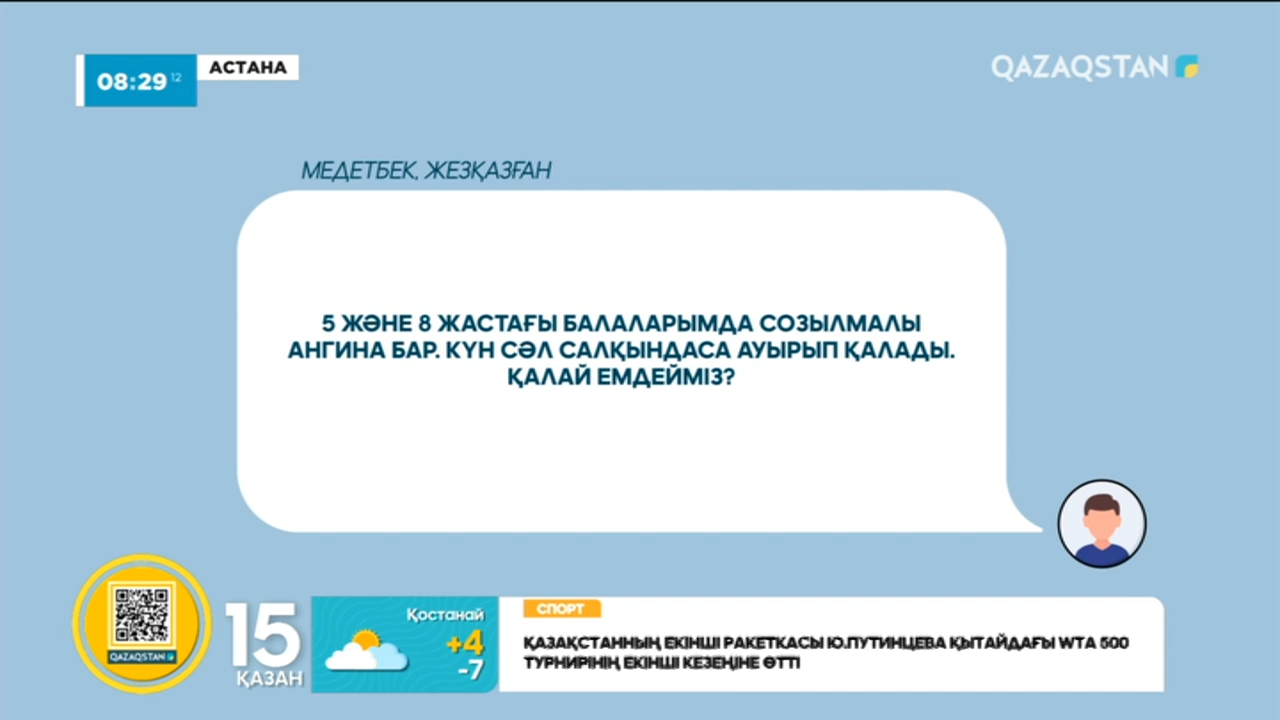 08:29 12
АСТАНА
QAZAQSTAN
МЕДЕТБЕК, ЖЕЗҚАЗҒАН
5 ЖӘНЕ 8 ЖАСТАҒЫ БАЛАЛАРЫМДА СОЗЫЛМАЛЫ
АНГИНА БАР. КҮН СӘЛ САЛҚЫНДАСА АУЫРЫП ҚАЛАДЫ.
ҚАЛАЙ ЕМДЕЙМІЗ?
QAZAQSTAN
15
ҚАЗАН
Қостанай
+4
-7
СПОРТ
ҚАЗАҚСТАННЫҢ ЕКІНШІ РАКЕТКАСЫ Ю.ПУТИНЦЕВА ҚЫТАЙДАҒЫ WTA 500
ТУРНИРІНІҢ ЕКІНШІ КЕЗЕҢІНЕ ӨТТІ